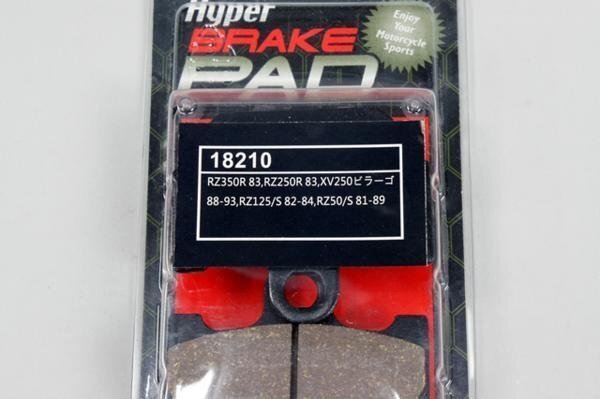 Hyper
BRAKE
PAD
Enjoy
Your
Motorcycle
Sports
18210
RZ350R 83,RZ250R 83,XV250ビラーゴ
88-93,RZ125/S 82-84,RZ50/S 81-89